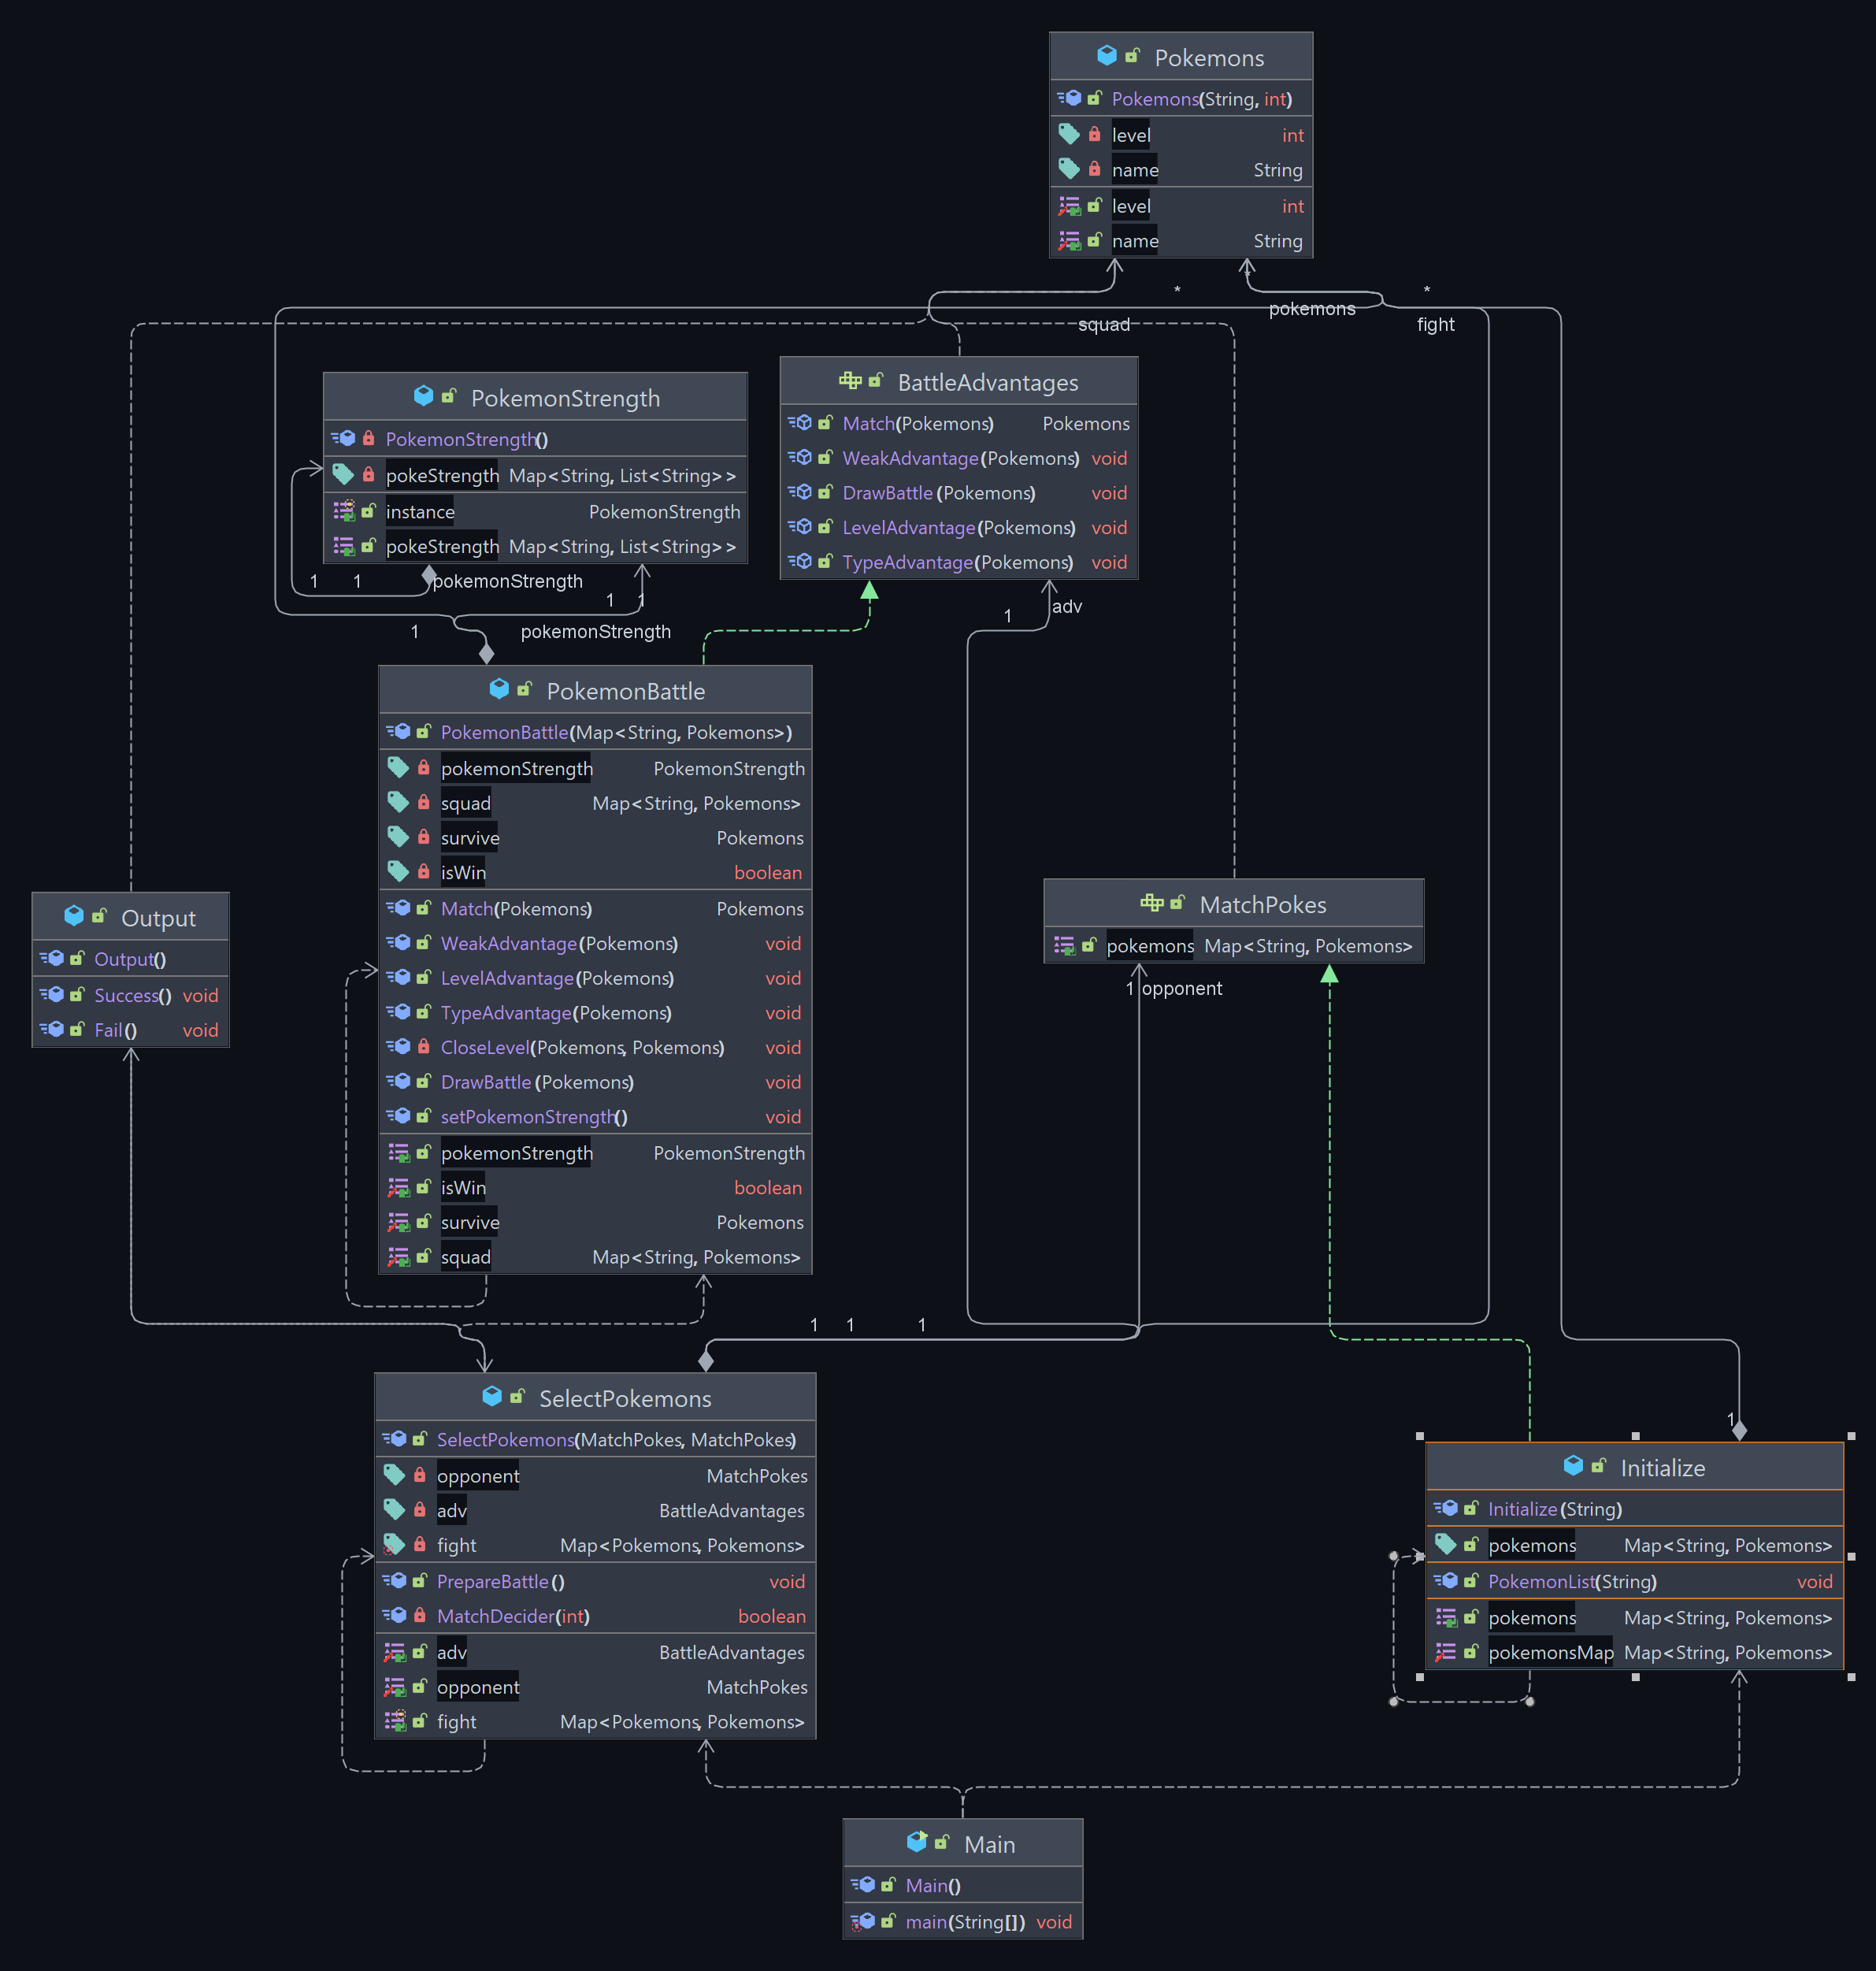 Pokemons
Pokemons(String, int)
level int
name String
level int
name String
*
*
*
pokemons
squad
fight
PokemonStrength
PokemonStrength()
pokeStrength Map<String, List<String>>
instance PokemonStrength
pokeStrength Map<String, List<String>>
1 1 pokemonStrength
1 1
1 pokemonStrength
BattleAdvantages
Match(Pokemons) Pokemons
WeakAdvantage(Pokemons) void
DrawBattle(Pokemons) void
LevelAdvantage(Pokemons) void
TypeAdvantage(Pokemons) void
1 adv
PokemonBattle
PokemonBattle(Map<String, Pokemons>)
pokemonStrength PokemonStrength
squad Map<String, Pokemons>
survive Pokemons
isWin boolean
Match(Pokemons) Pokemons
WeakAdvantage(Pokemons) void
LevelAdvantage(Pokemons) void
TypeAdvantage(Pokemons) void
CloseLevel(Pokemons, Pokemons) void
DrawBattle(Pokemons) void
setPokemonStrength() void
pokemonStrength PokemonStrength
isWin boolean
survive Pokemons
squad Map<String, Pokemons>
Output
Output()
Success() void
Fail() void
MatchPokes
pokemons Map<String, Pokemons>
1 opponent
1 1 1
SelectPokemons
SelectPokemons(MatchPokes, MatchPokes)
opponent MatchPokes
adv BattleAdvantages
fight Map<Pokemons, Pokemons>
PrepareBattle() void
MatchDecider(int) boolean
adv BattleAdvantages
opponent MatchPokes
fight Map<Pokemons, Pokemons>
1
Initialize
Initialize(String)
pokemons Map<String, Pokemons>
PokemonList(String) void
pokemons Map<String, Pokemons>
pokemonsMap Map<String, Pokemons>
Main
Main()
main(String[]) void